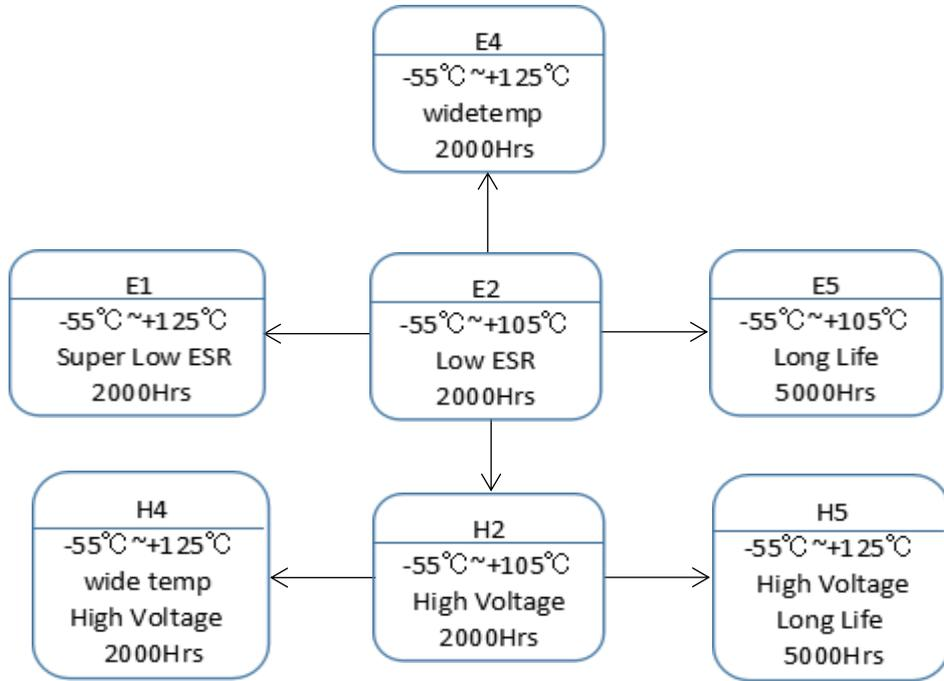 E4
-55℃~+125℃
widetemp
2000Hrs
E1
-55℃~+125℃
Super Low ESR
2000Hrs
E2
-55℃~+105℃
Low ESR
2000Hrs
E5
-55℃~+105℃
Long Life
5000Hrs
H4
-55℃~+125℃
wide temp
High Voltage
2000Hrs
H2
-55℃~+105℃
High Voltage
2000Hrs
H5
-55℃~+125℃
High Voltage
Long Life
5000Hrs